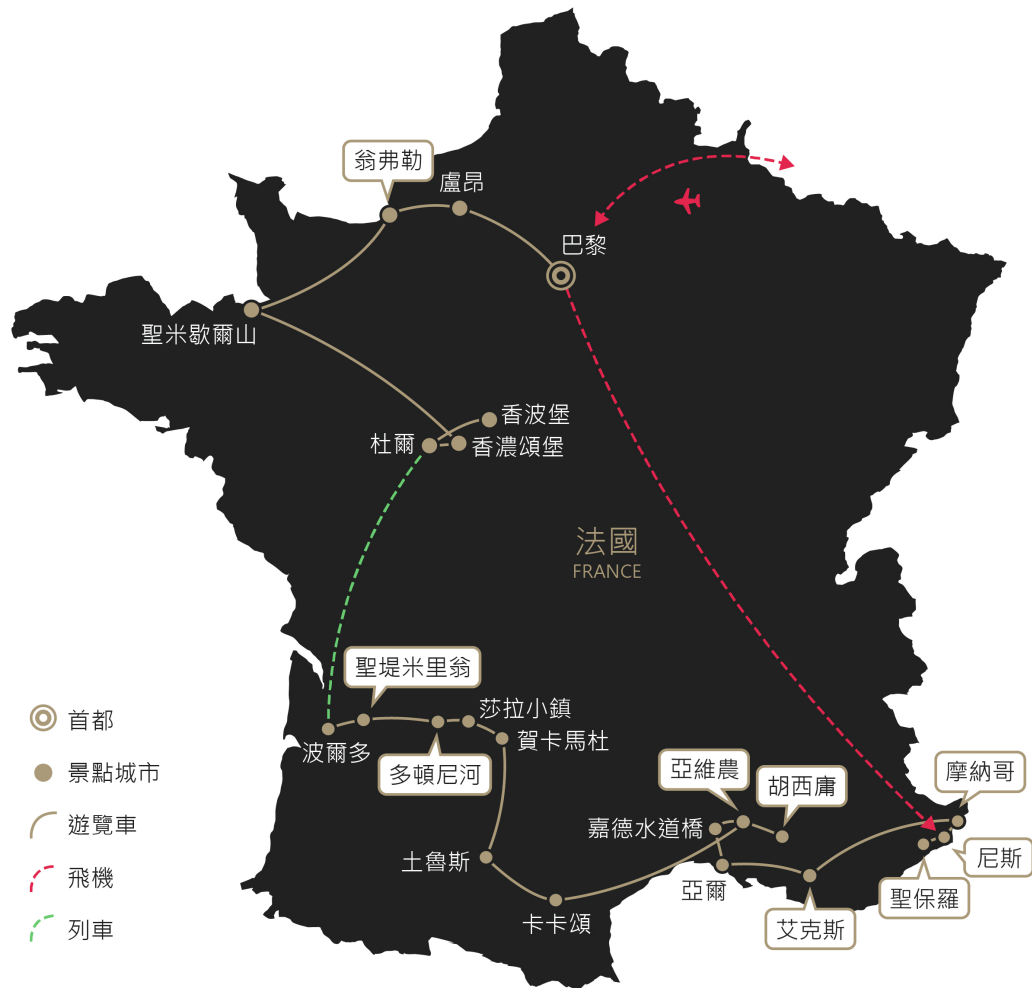 翁弗勒
盧昂
巴黎
聖米歇爾山
香波堡
杜爾
香濃頌堡
法國
FRANCE
聖堤米里翁
莎拉小鎮
賀卡馬杜
波爾多
多頓尼河
亞維農
胡西庸
摩納哥
嘉德水道橋
尼斯
土魯斯
亞爾
聖保羅
卡卡頌
艾克斯
首都
景點城市
遊覽車
飛機
列車